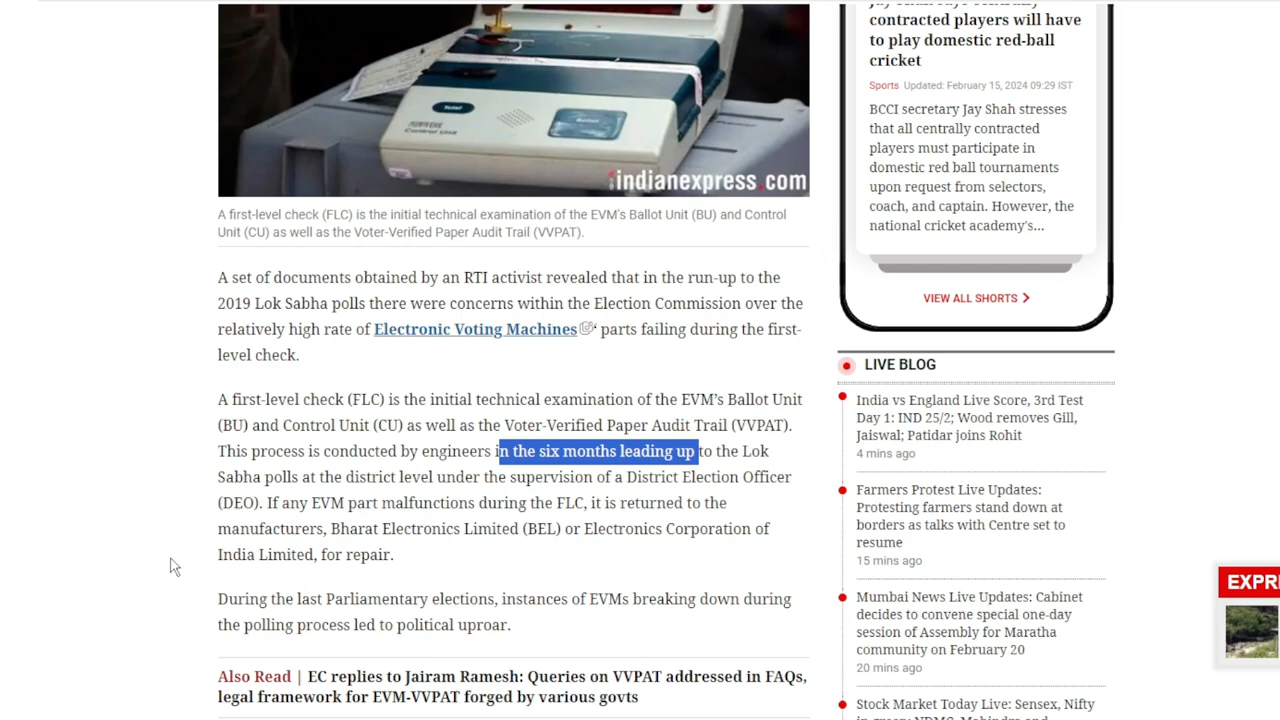 Jay Shah says centrally
contracted players will have
to play domestic red-ball
cricket
Sports Updated: February 15, 2024 09:29 IST
BCCI secretary Jay Shah stresses
that all centrally contracted
players must participate in
domestic red ball tournaments
upon request from selectors,
coach, and captain. However, the
national cricket academy's...
VIEW ALL SHORTS
Total
Control Unit
Ballot
indianexpress.com
A first-level check (FLC) is the initial technical examination of the EVM's Ballot Unit (BU) and Control
Unit (CU) as well as the Voter-Verified Paper Audit Trail (VVPAT).
A set of documents obtained by an RTI activist revealed that in the run-up to the
2019 Lok Sabha polls there were concerns within the Election Commission over the
relatively high rate of Electronic Voting Machines‘ parts failing during the first-
level check.
A first-level check (FLC) is the initial technical examination of the EVM’s Ballot Unit
(BU) and Control Unit (CU) as well as the Voter-Verified Paper Audit Trail (VVPAT).
This process is conducted by engineers in the six months leading up to the Lok
Sabha polls at the district level under the supervision of a District Election Officer
(DEO). If any EVM part malfunctions during the FLC, it is returned to the
manufacturers, Bharat Electronics Limited (BEL) or Electronics Corporation of
India Limited, for repair.
During the last Parliamentary elections, instances of EVMs breaking down during
the polling process led to political uproar.
Also Read | EC replies to Jairam Ramesh: Queries on VVPAT addressed in FAQs,
legal framework for EVM-VVPAT forged by various govts
LIVE BLOG
India vs England Live Score, 3rd Test
Day 1: IND 25/2; Wood removes Gill,
Jaiswal; Patidar joins Rohit
4 mins ago
Farmers Protest Live Updates:
Protesting farmers stand down at
borders as talks with Centre set to
resume
15 mins ago
Mumbai News Live Updates: Cabinet
decides to convene special one-day
session of Assembly for Maratha
community on February 20
20 mins ago
Stock Market Today Live: Sensex, Nifty
EXPR